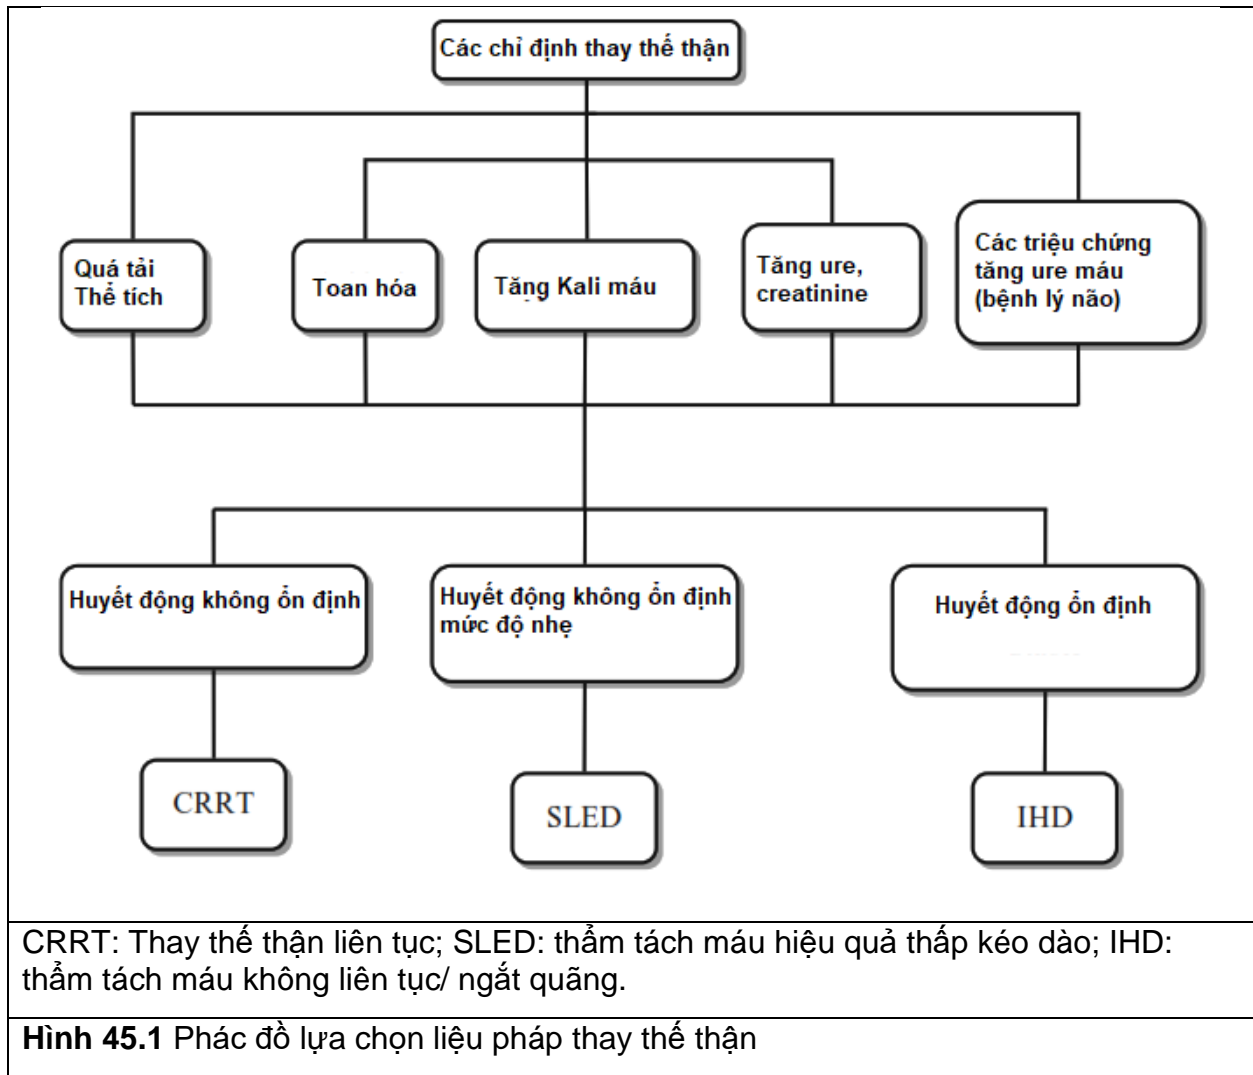 Các chỉ định thay thế thận
Quá tải
Thể tích
Toan hóa
Tăng Kali máu
Tăng ure,
creatinine
Các triệu chứng
tăng ure máu
(bệnh lý não)
Huyết động không ổn định
Huyết động không ổn định
mức độ nhẹ
Huyết động ổn định
CRRT
SLED
IHD
CRRT: Thay thế thận liên tục; SLED: thẩm tách máu hiệu quả thấp kéo dào; IHD:
thẩm tách máu không liên tục/ ngắt quãng.
Hình 45.1 Phác đồ lựa chọn liệu pháp thay thế thận